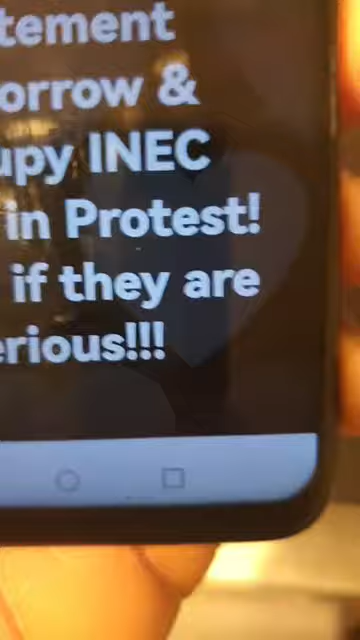 tement
orrow &
upy INEC
in Protest!
if they are
erious!!!